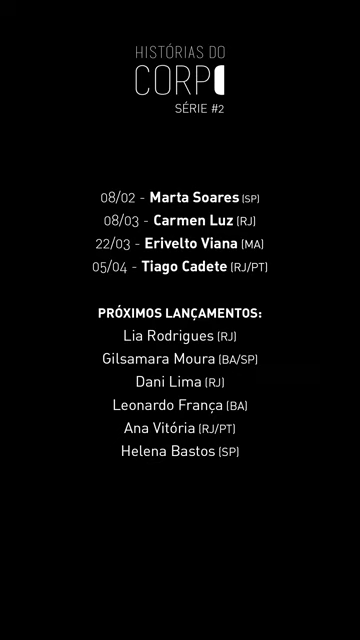 HISTÓRIAS DO
CORPO
SÉRIE #2
08/02 - Marta Soares (SP)
08/03 - Carmen Luz (RJ)
22/03 - Erivelto Viana (MA)
05/04 - Tiago Cadete (RJ/PT)
PRÓXIMOS LANÇAMENTOS:
Lia Rodrigues (RJ)
Gilsamara Moura (BA/SP)
Dani Lima (RJ)
Leonardo França (BA)
Ana Vitória (RJ/PT)
Helena Bastos (SP)